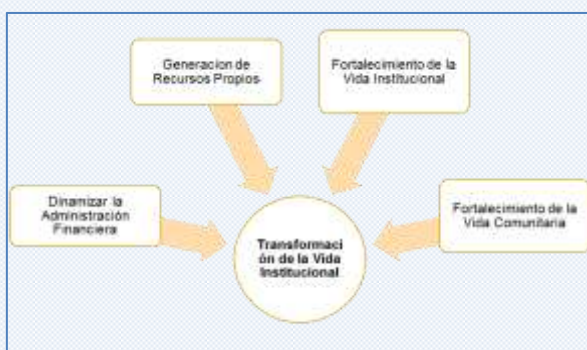 Generacion de
Recursos Propios
Fortalecimiento de la
Vida Institucional
Dinamizar la
Administración
Financiera
Fortalecimiento de la
Vida Comunitaria
Transformaci
ón de la Vida
Institucional